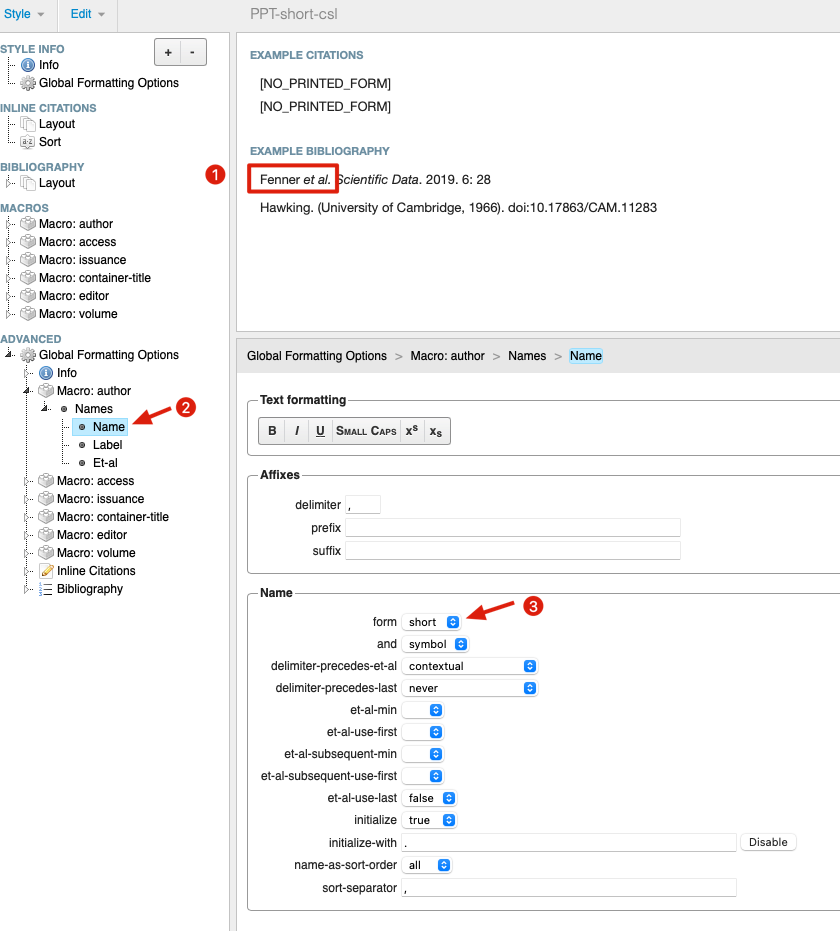 Style Edit PPT-short-csl
STYLE INFO
+ -
Info
Global Formatting Options
INLINE CITATIONS
Layout
Sort
BIBLIOGRAPHY
Layout
MACROS
Macro: author
Macro: access
Macro: issuance
Macro: container-title
Macro: editor
Macro: volume
ADVANCED
Global Formatting Options
Info
Macro: author
Names
Name
2
Label
Et-al
Macro: access
Macro: issuance
Macro: container-title
Macro: editor
Macro: volume
Inline Citations
Bibliography
EXAMPLE CITATIONS
[NO_PRINTED_FORM]
[NO_PRINTED_FORM]
EXAMPLE BIBLIOGRAPHY
1
Fenner et al. Scientific Data. 2019. 6: 28
Hawking. (University of Cambridge, 1966). doi:10.17863/CAM.11283
Global Formatting Options > Macro: author > Names > Name
Text formatting
B I U SMALL CAPS xs xs
Affixes
delimiter ,
prefix
suffix
Name
form short
3
and symbol
delimiter-precedes-et-al contextual
delimiter-precedes-last never
et-al-min
et-al-use-first
et-al-subsequent-min
et-al-subsequent-use-first
et-al-use-last false
initialize true
initialize-with . Disable
name-as-sort-order all
sort-separator ,